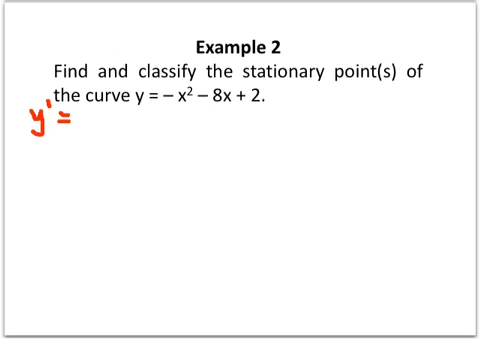 Example 2
Find and classify the stationary point(s) of
the curve y = – x² – 8x + 2.
y' =